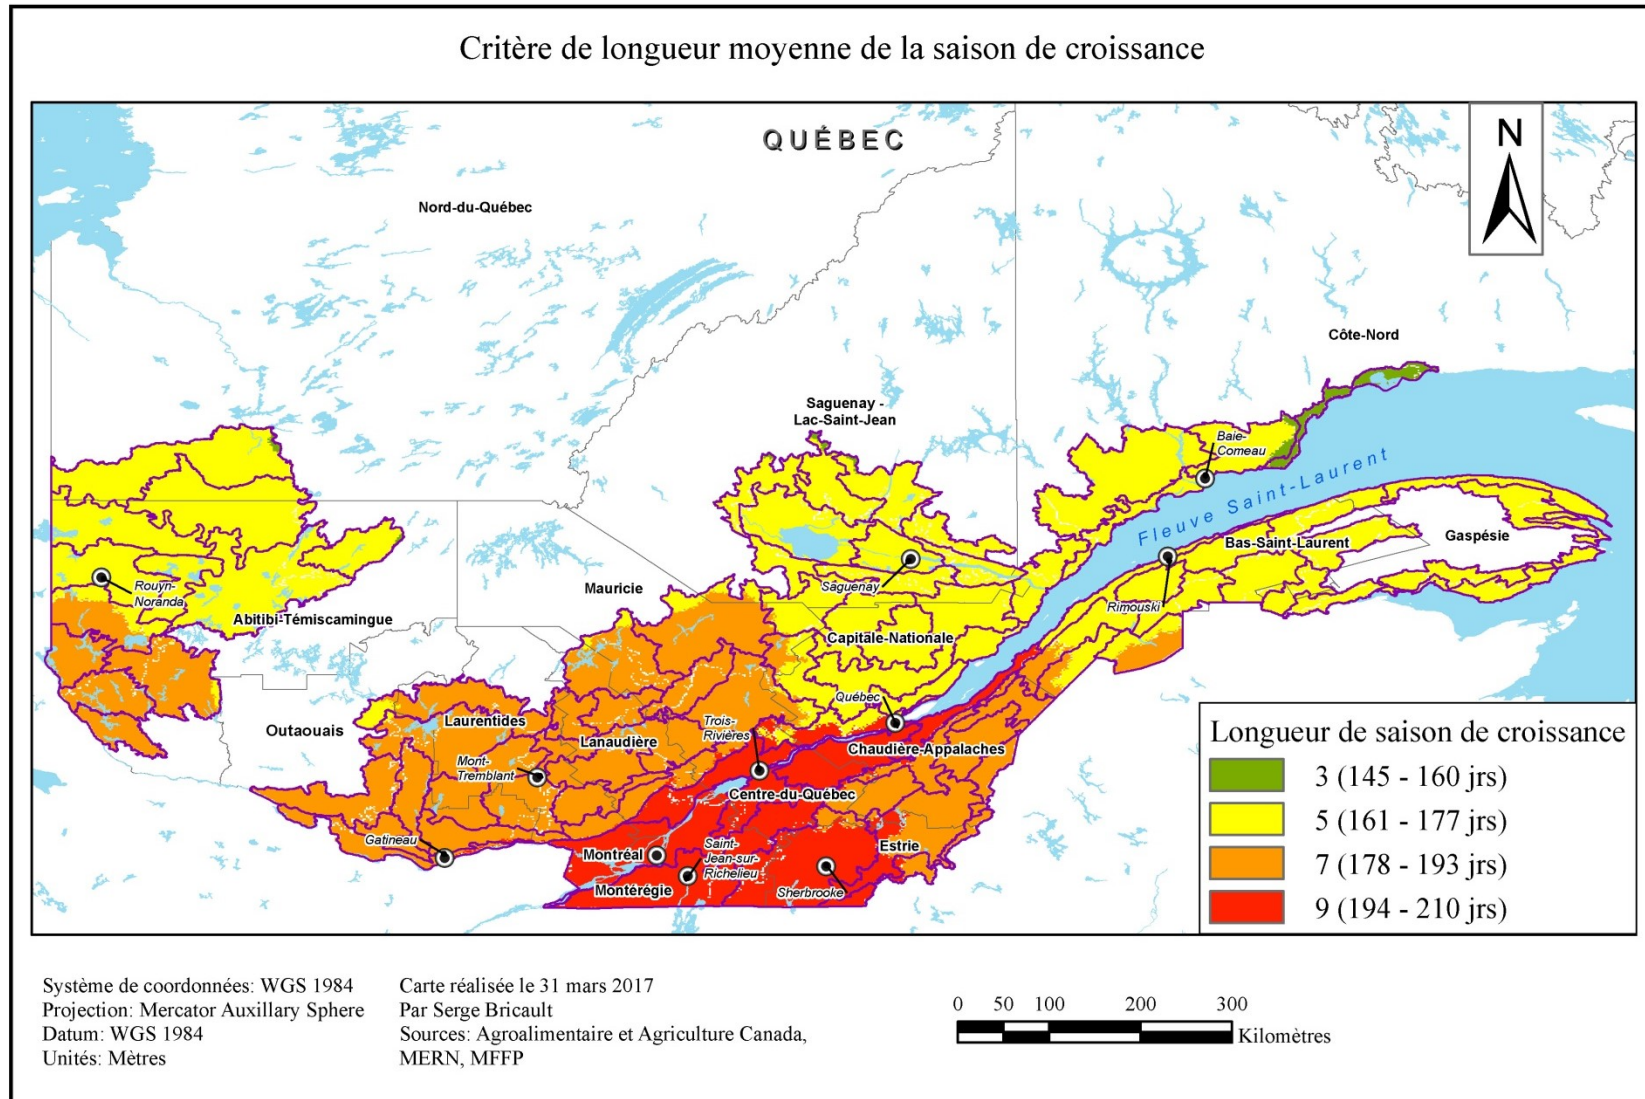 Critère de longueur moyenne de la saison de croissance
QUÉBEC
N
Nord-du-Québec
Côte-Nord
Saguenay -
Lac-Saint-Jean
Baie-
Comeau
Fleuve Saint-Laurent
Bas-Saint-Laurent
Gaspésie
Rouyn-
Noranda
Mauricie
Saguenay
Rimouski
Abitibi-Témiscamingue
Capitale-Nationale
Québec
Outaouais
Laurentides
Lanaudière
Trois-
Rivières
Chaudière-Appalaches
Mont-
Tremblant
Centre-du-Québec
Gatineau
Montréal
Saint-
Jean-sur-
Richelieu
Estrie
Montérégie
Sherbrooke
Longueur de saison de croissance
3 (145 - 160 jrs)
5 (161 - 177 jrs)
7 (178 - 193 jrs)
9 (194 - 210 jrs)
Système de coordonnées: WGS 1984
Projection: Mercator Auxillary Sphere
Datum: WGS 1984
Unités: Mètres
Carte réalisée le 31 mars 2017
Par Serge Bricault
Sources: Agroalimentaire et Agriculture Canada,
MERN, MFFP
0 50 100 200 300
Kilomètres